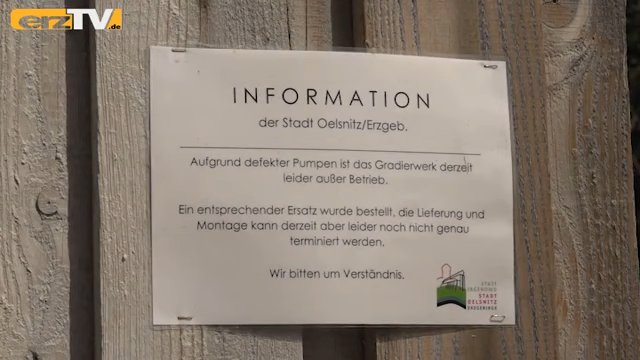 erzTV.de
INFORMATION
der Stadt Oelsnitz/Erzgeb.
Aufgrund defekter Pumpen ist das Gradierwerk derzeit
leider außer Betrieb.
Ein entsprechender Ersatz wurde bestellt, die Lieferung und
Montage kann derzeit aber leider noch nicht genau
terminiert werden.
Wir bitten um Verständnis.
STADT
OELSNITZ
ERZGEBIRGE